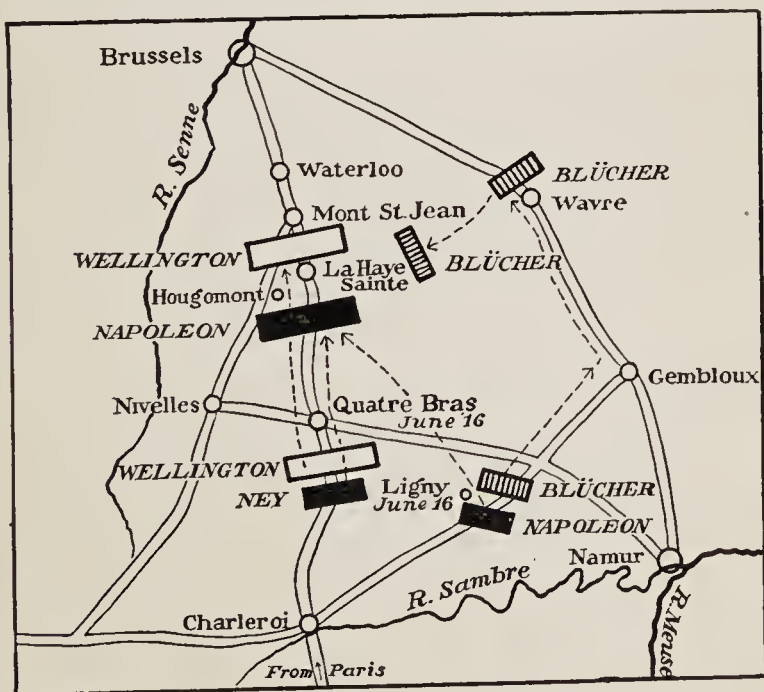 Brussels
R. Senne
Waterloo
BLÜCHER
Wavre
Mont St. Jean
WELLINGTON
BLÜCHER
La Haye
Sainte
Hougomont
NAPOLEON
Gembloux
Nivelles
Quatre Bras
June 16
WELLINGTON
NEY
Ligny
June 16
BLÜCHER
NAPOLEON
Namur
R. Sambre
Charleroi
R. Meuse
From Paris